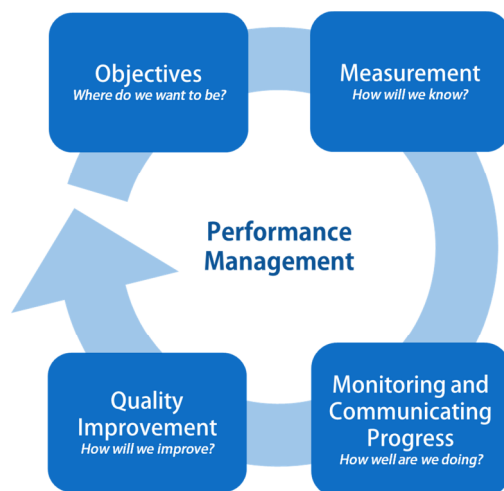 Objectives
Where do we want to be?
Measurement
How will we know?
Performance
Management
Quality
Improvement
How will we improve?
Monitoring and
Communicating
Progress
How well are we doing?